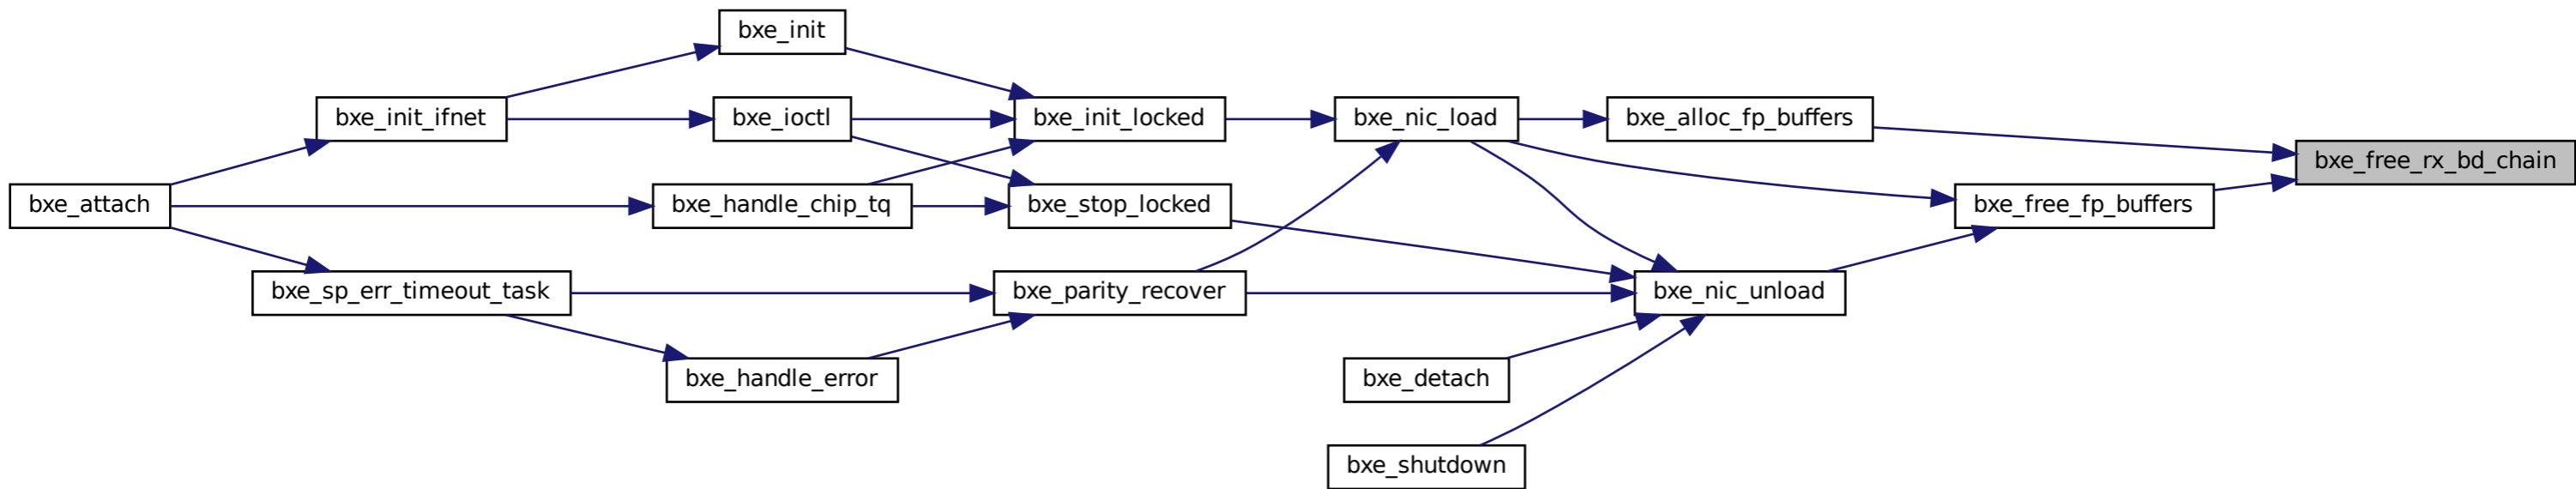 bxe_init
bxe_init_ifnet
bxe_ioctl
bxe_init_locked
bxe_nic_load
bxe_alloc_fp_buffers
bxe_free_rx_bd_chain
bxe_attach
bxe_handle_chip_tq
bxe_stop_locked
bxe_free_fp_buffers
bxe_sp_err_timeout_task
bxe_parity_recover
bxe_nic_unload
bxe_handle_error
bxe_detach
bxe_shutdown